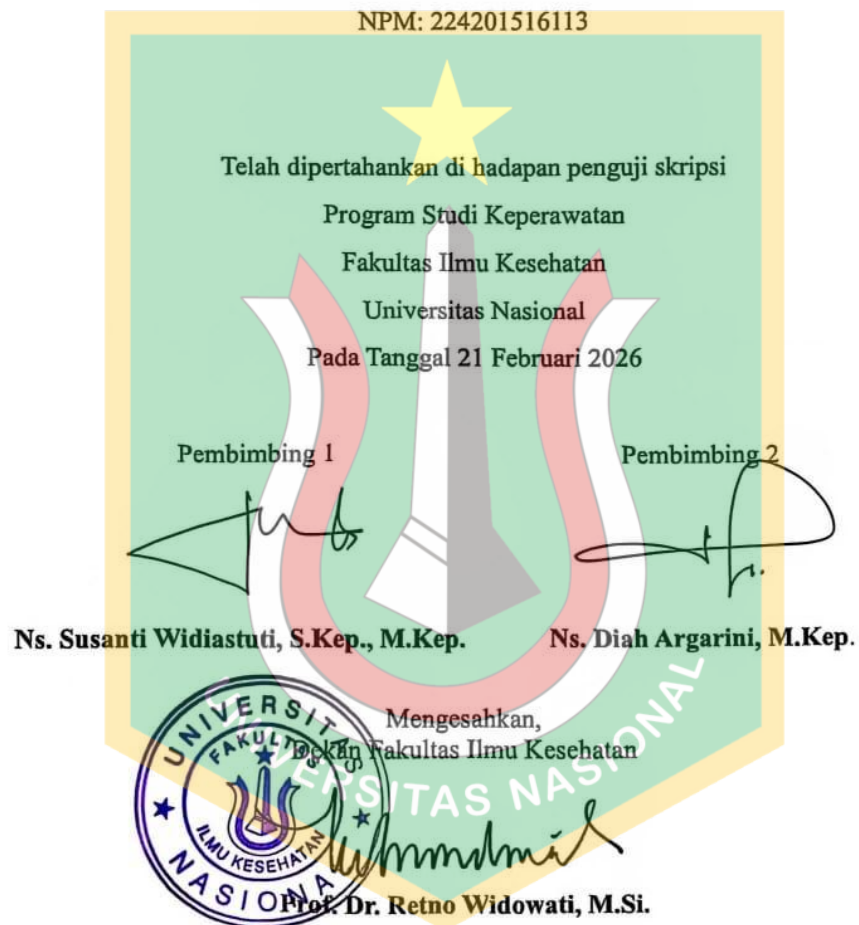 NPM: 224201516113
Telah dipertahankan di hadapan penguji skripsi
Program Studi Keperawatan
Fakultas Ilmu Kesehatan
Universitas Nasional
Pada Tanggal 21 Februari 2026
Pembimbing 1 Pembimbing 2
Ns. Susanti Widiastuti, S.Kep., M.Kep. Ns. Diah Argarini, M.Kep.
Mengesahkan,
Dekan Fakultas Ilmu Kesehatan
Prof. Dr. Retno Widowati, M.Si.
UNIVERSITAS NASIONAL
FAKULTAS
ILMU KESEHATAN
UNIVERSITAS NASIONAL